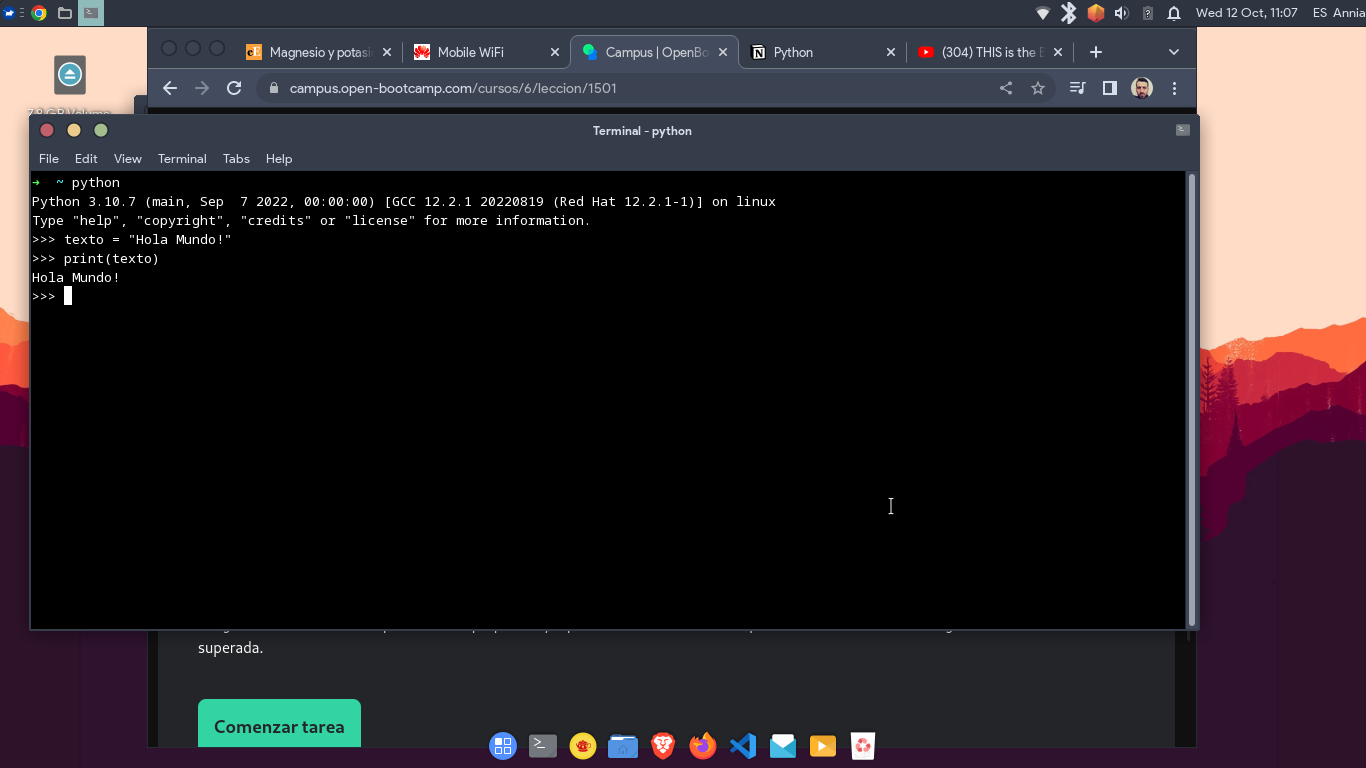 Wed 12 Oct, 11:07 ES Annia
Magnesio y potasi
Mobile WiFi
Campus | OpenBo
Python
(304) THIS is the
campus.open-bootcamp.com/cursos/6/leccion/1501
Terminal - python
File Edit View Terminal Tabs Help
➜ ~ python
Python 3.10.7 (main, Sep  7 2022, 00:00:00) [GCC 12.2.1 20220819 (Red Hat 12.2.1-1)] on linux
Type "help", "copyright", "credits" or "license" for more information.
>>> texto = "Hola Mundo!"
>>> print(texto)
Hola Mundo!
>>>
superada.
Comenzar tarea